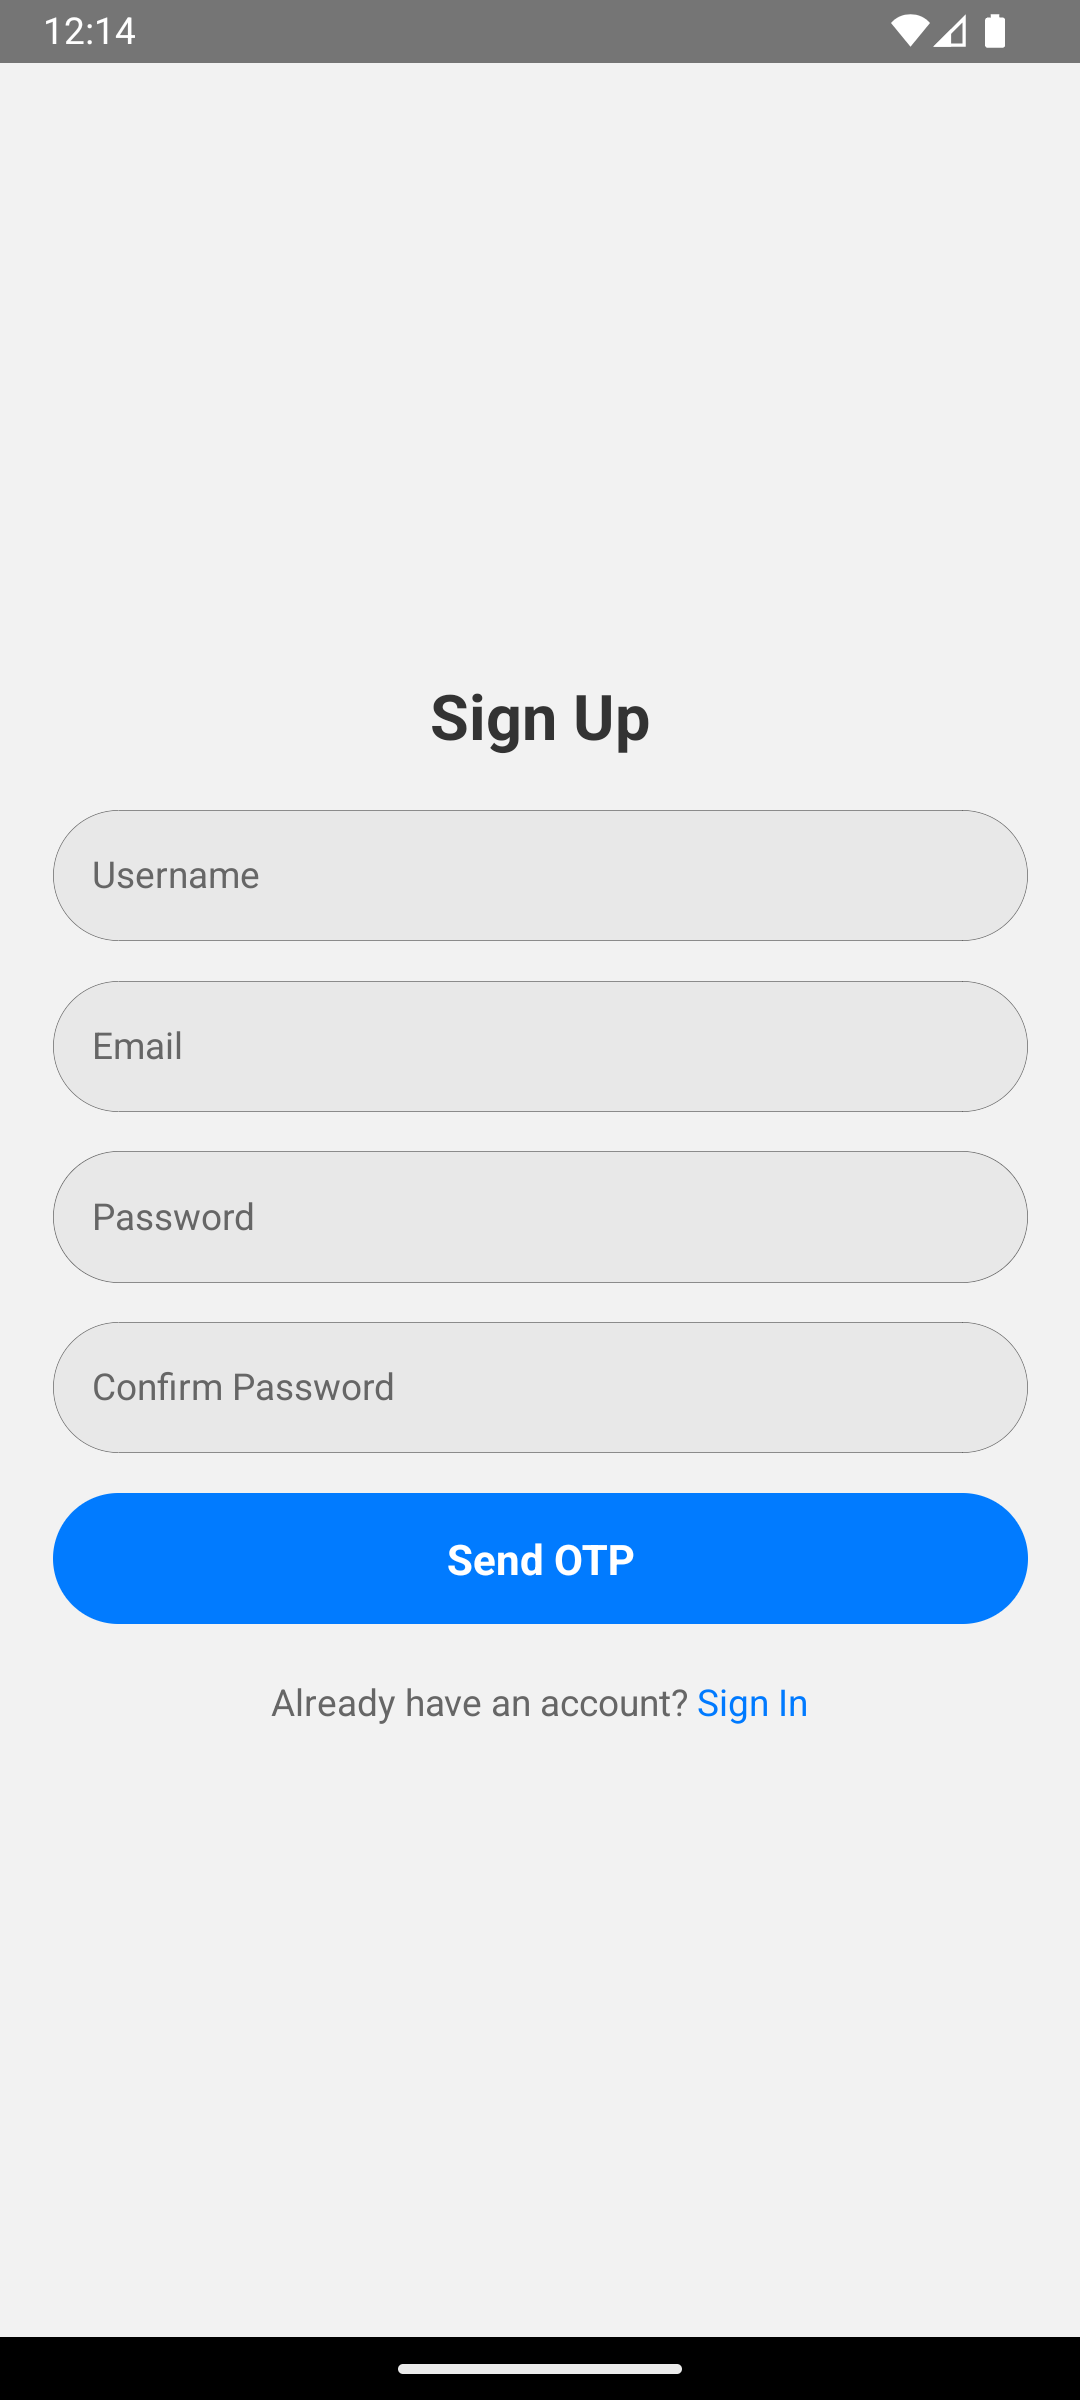 12:14
Sign Up
Username
Email
Password
Confirm Password
Send OTP
Already have an account? Sign In